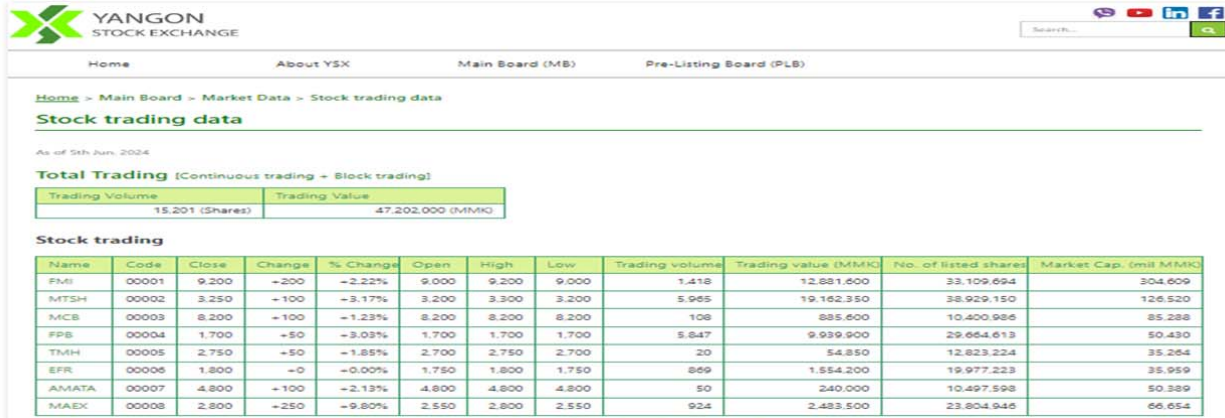 YANGON
STOCK EXCHANGE
Search...
Home About YSX Main Board (MB) Pre-Listing Board (PLB)
Home > Main Board > Market Data > Stock trading data
Stock trading data
As of 5th Jun, 2024
Total Trading [Continuous trading + Block trading]
Trading Volume Trading Value
15,201 (Shares) 47,202,000 (MMK)
Stock trading
Name Code Close Change % Change Open High Low Trading volume Trading value (MMK) No. of listed shares Market Cap. (mil MMK)
FMI 00001 9,200 +200 +2.22% 9,000 9,200 9,000 1,418 12,881,600 33,109,694 304,609
MTSH 00002 3,250 +100 +3.17% 3,200 3,300 3,200 5,965 19,162,350 38,929,150 126,520
MCB 00003 8,200 +100 +1.23% 8,200 8,200 8,200 108 885,600 10,400,986 85,288
FPB 00004 1,700 +50 +3.03% 1,700 1,700 1,700 5,847 9,939,900 29,664,613 50,430
TMH 00005 2,750 +50 +1.85% 2,700 2,750 2,700 20 54,850 12,823,224 35,264
EFR 00006 1,800 +0 +0.00% 1,750 1,800 1,750 869 1,554,200 19,977,223 35,959
AMATA 00007 4,800 +100 +2.13% 4,800 4,800 4,800 50 240,000 10,497,598 50,389
MAEX 00008 2,800 +250 +9.80% 2,550 2,800 2,550 924 2,483,500 23,804,946 66,654